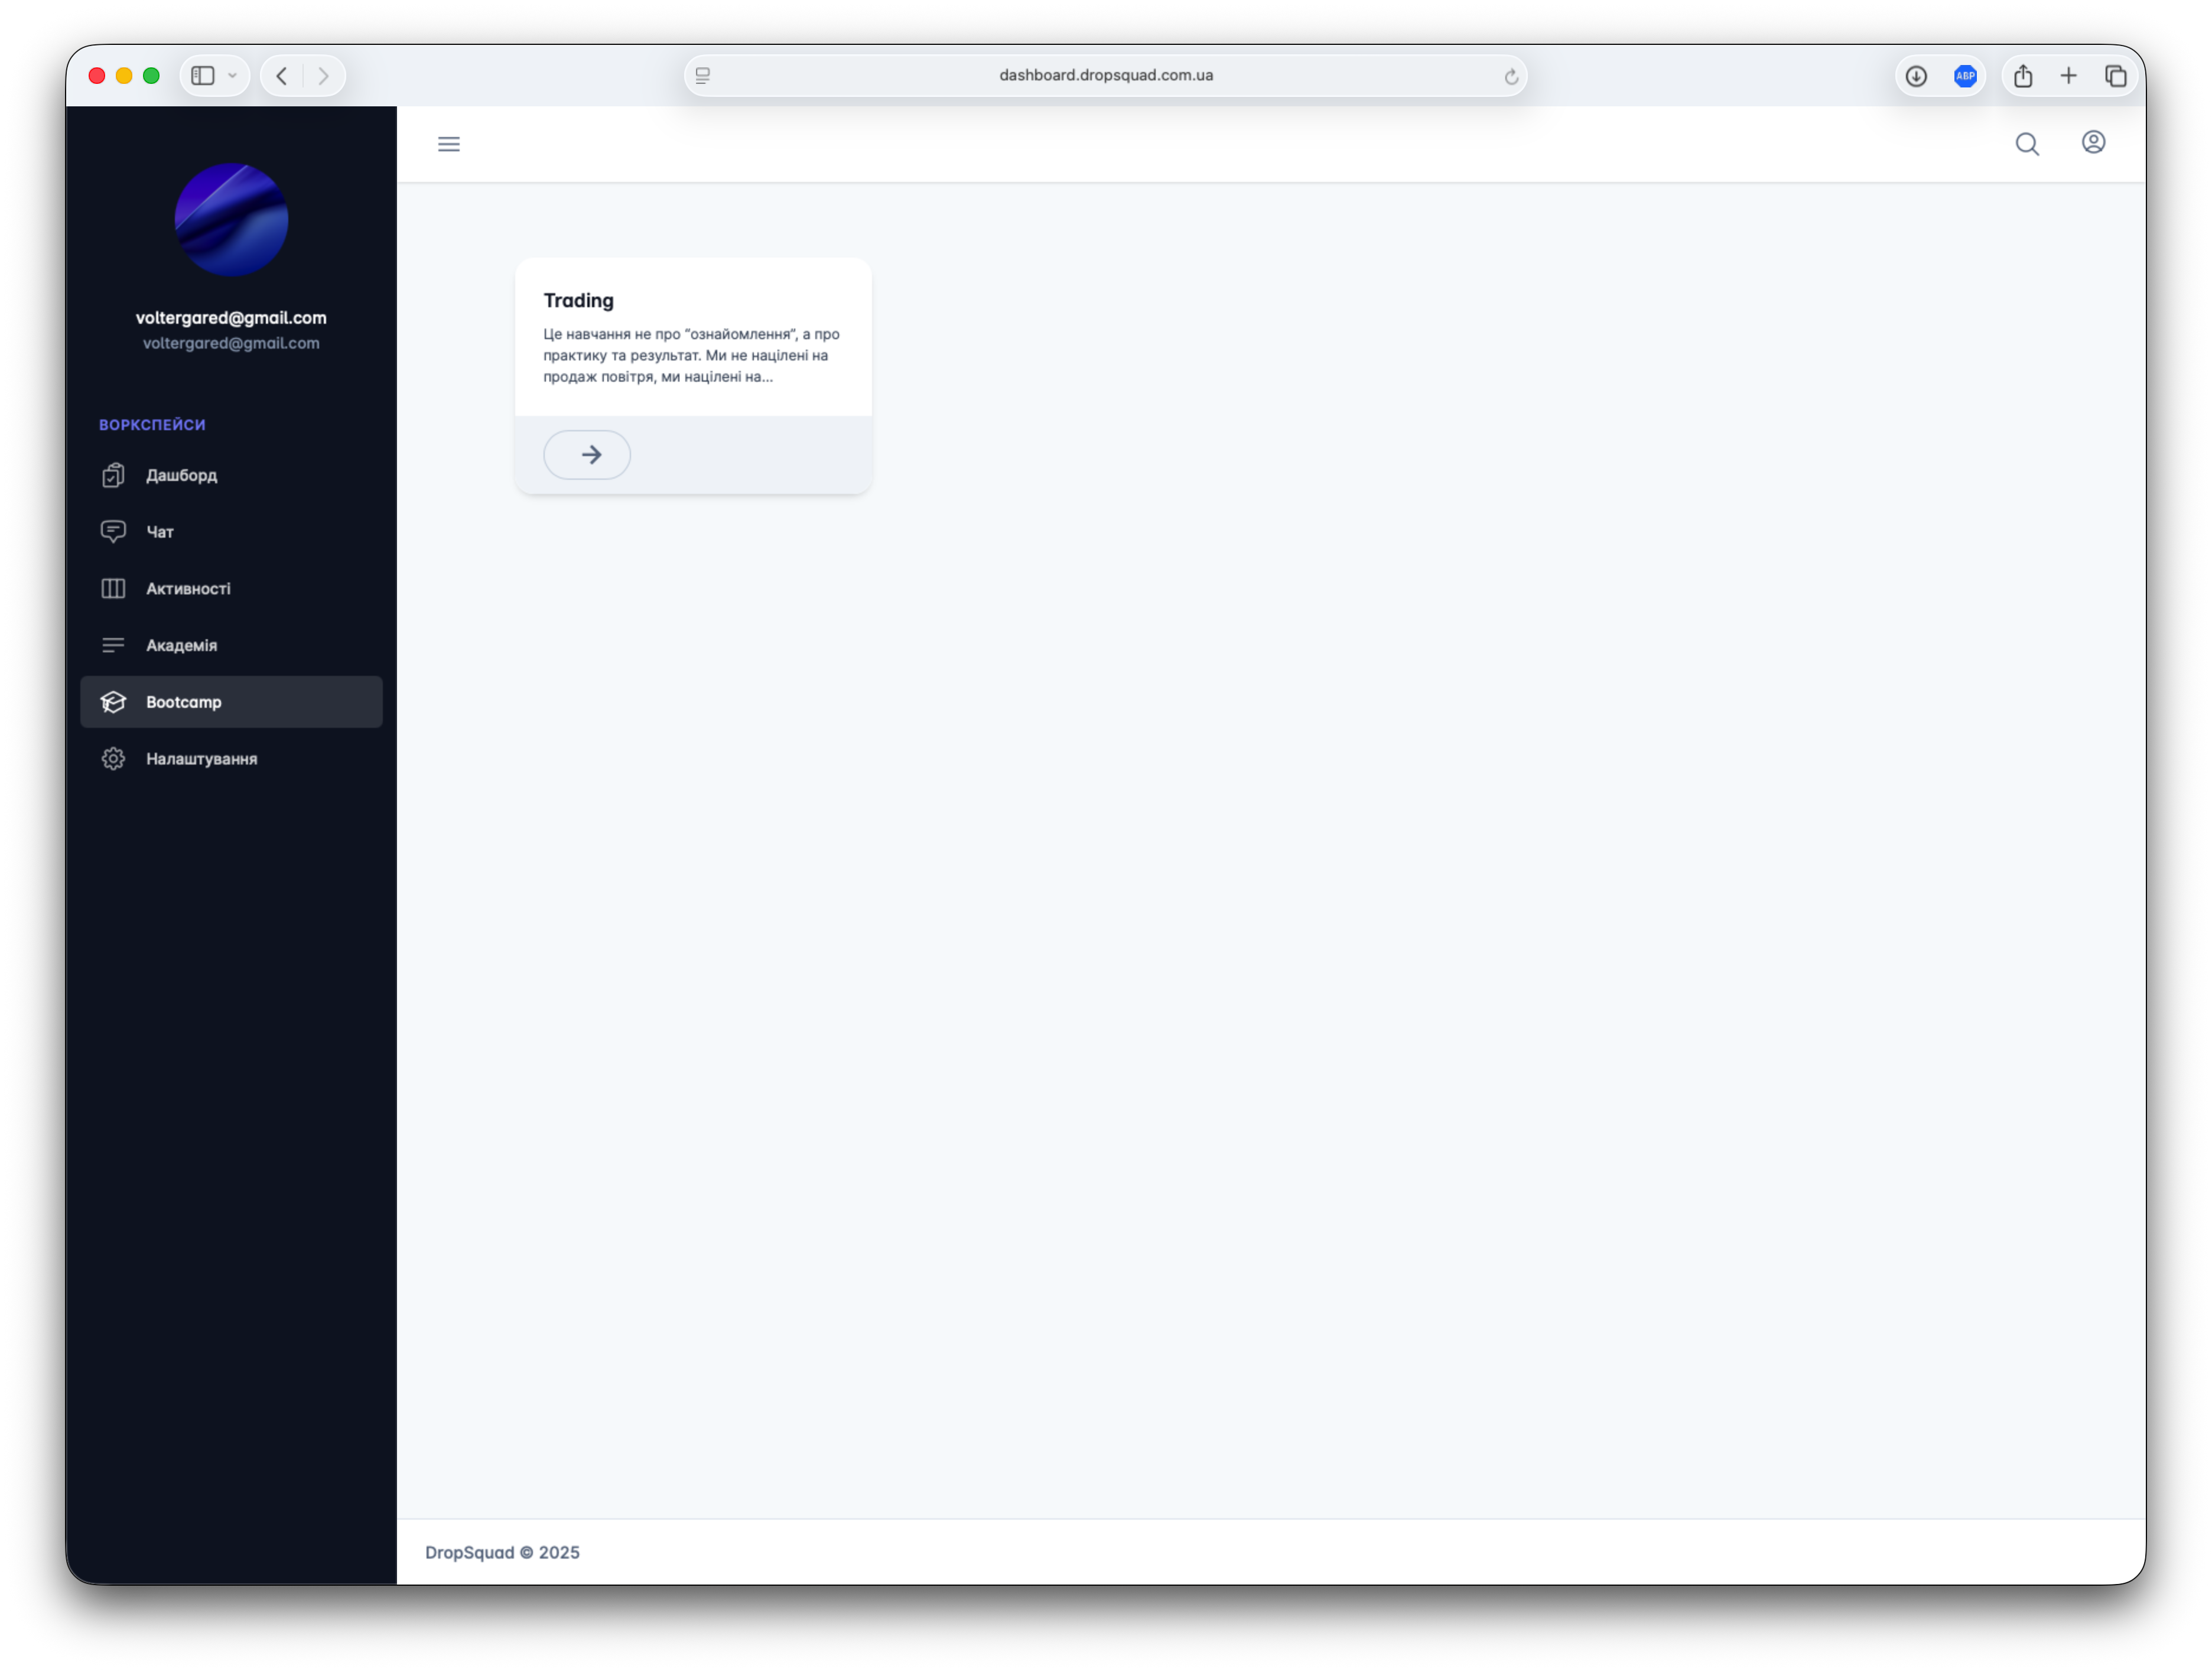 dashboard.dropsquad.com.ua
ABP
voltergared@gmail.com
voltergared@gmail.com
ВОРКСПЕЙСИ
Дашборд
Чат
Активності
Академія
Bootcamp
Налаштування
Trading
Це навчання не про “ознайомлення”, а про
практику та результат. Ми не націлені на
продаж повітря, ми націлені на...
DropSquad © 2025